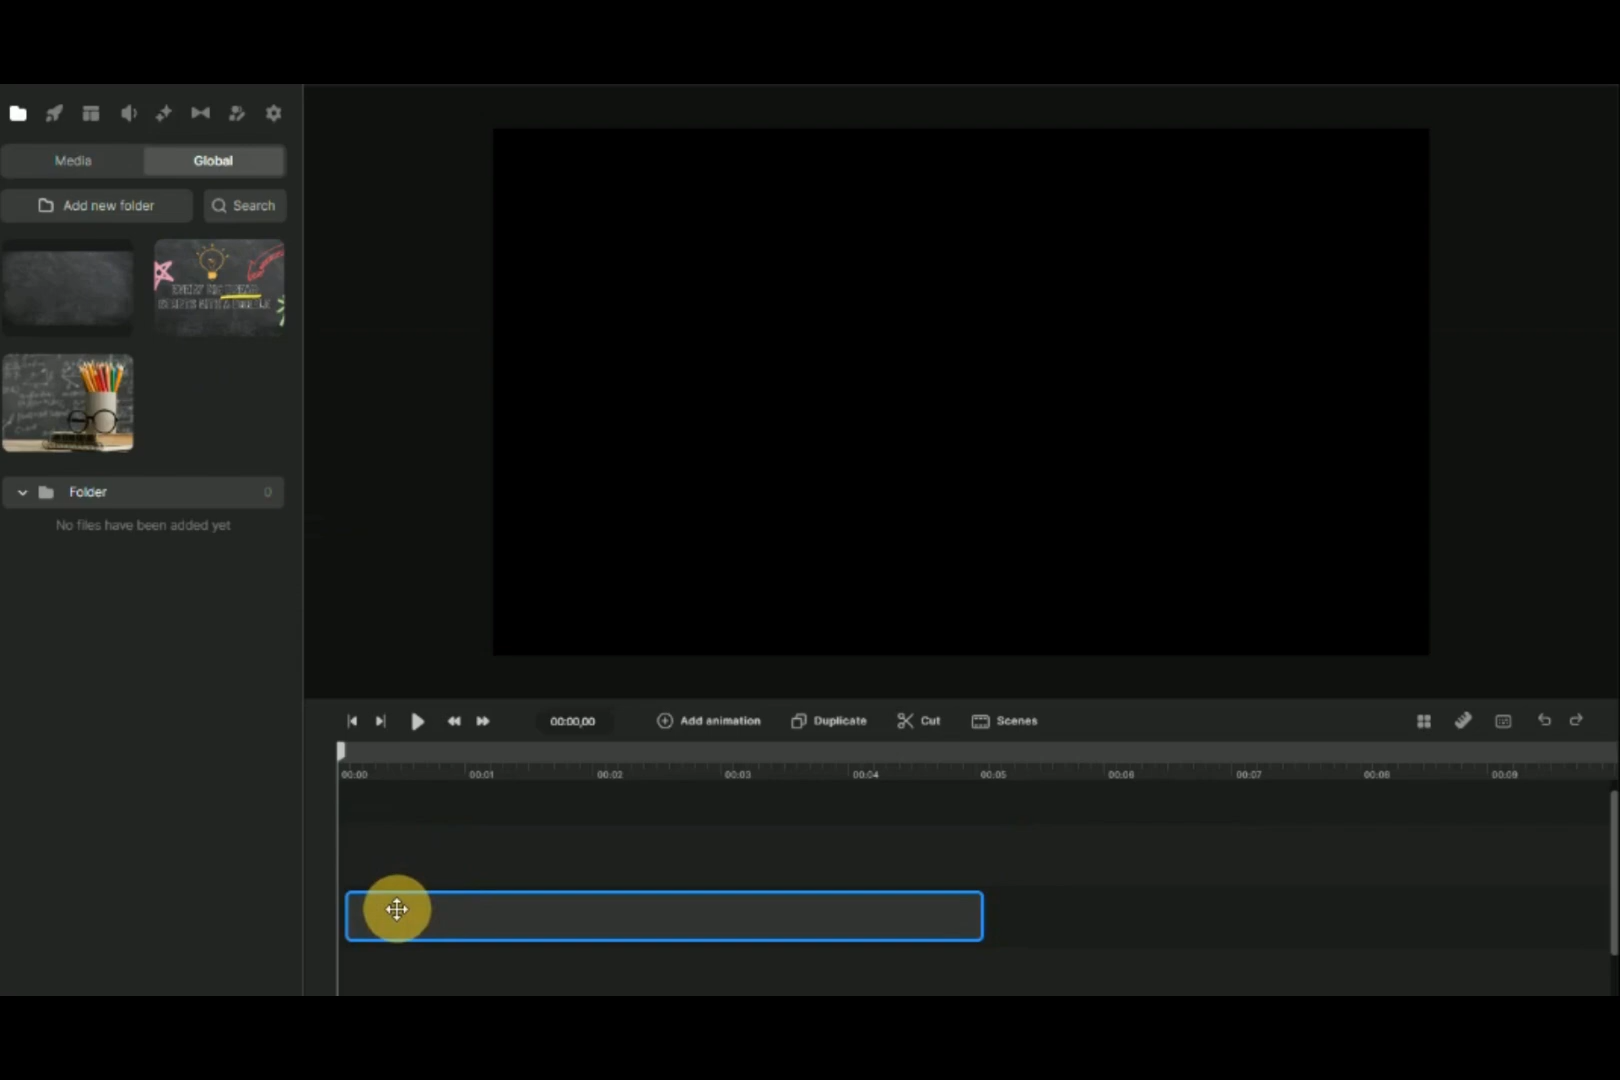 Media Global
Add new folder Search
Folder 0
No files have been added yet
00:00,00 Add animation Duplicate Cut Scenes
00:00 00:01 00:02 00:03 00:04 00:05 00:06 00:07 00:08 00:09